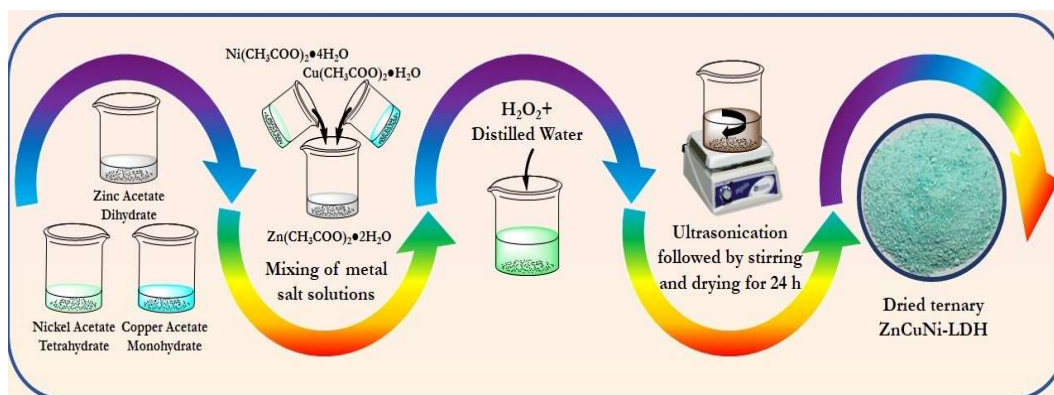 Zinc Acetate
Dihydrate
Nickel Acetate
Tetrahydrate
Copper Acetate
Monohydrate
Ni(CH₃COO)₂●4H₂O
Cu(CH₃COO)₂●H₂O
Zn(CH₃COO)₂●2H₂O
Mixing of metal
salt solutions
H₂O₂+
Distilled Water
Ultrasonication
followed by stirring
and drying for 24 h
Dried ternary
ZnCuNi-LDH